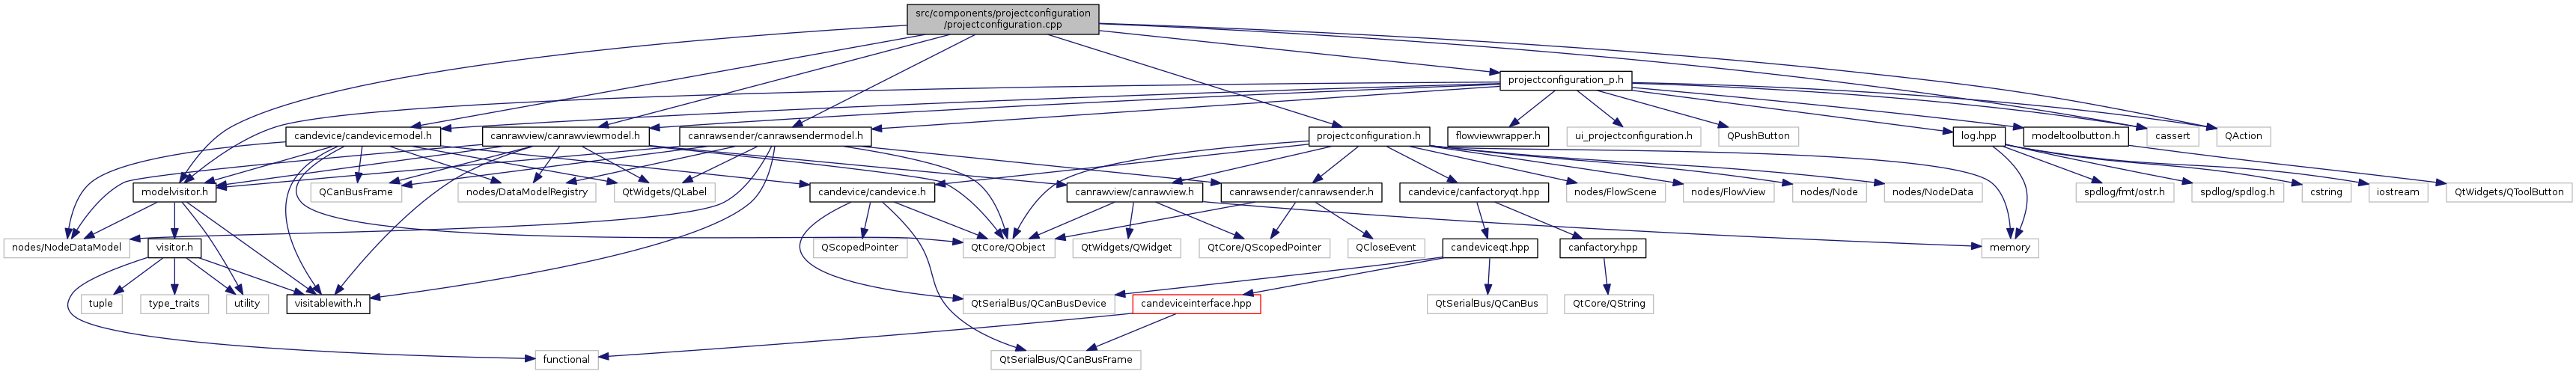 src/components/projectconfiguration
/projectconfiguration.cpp
projectconfiguration_p.h
candevice/candevicemodel.h
canrawview/canrawviewmodel.h
canrawsender/canrawsendermodel.h
projectconfiguration.h
flowviewwrapper.h
ui_projectconfiguration.h
QPushButton
log.hpp
modeltoolbutton.h
cassert
QAction
modelvisitor.h
QCanBusFrame
nodes/DataModelRegistry
QtWidgets/QLabel
candevice/candevice.h
canrawview/canrawview.h
canrawsender/canrawsender.h
candevice/canfactoryqt.hpp
nodes/FlowScene
nodes/FlowView
nodes/Node
nodes/NodeData
spdlog/fmt/ostr.h
spdlog/spdlog.h
cstring
iostream
QtWidgets/QToolButton
nodes/NodeDataModel
visitor.h
QScopedPointer
QtCore/QObject
QtWidgets/QWidget
QtCore/QScopedPointer
QCloseEvent
candeviceqt.hpp
canfactory.hpp
memory
tuple
type_traits
utility
visitablewith.h
QtSerialBus/QCanBusDevice
candeviceinterface.hpp
QtSerialBus/QCanBus
QtCore/QString
functional
QtSerialBus/QCanBusFrame